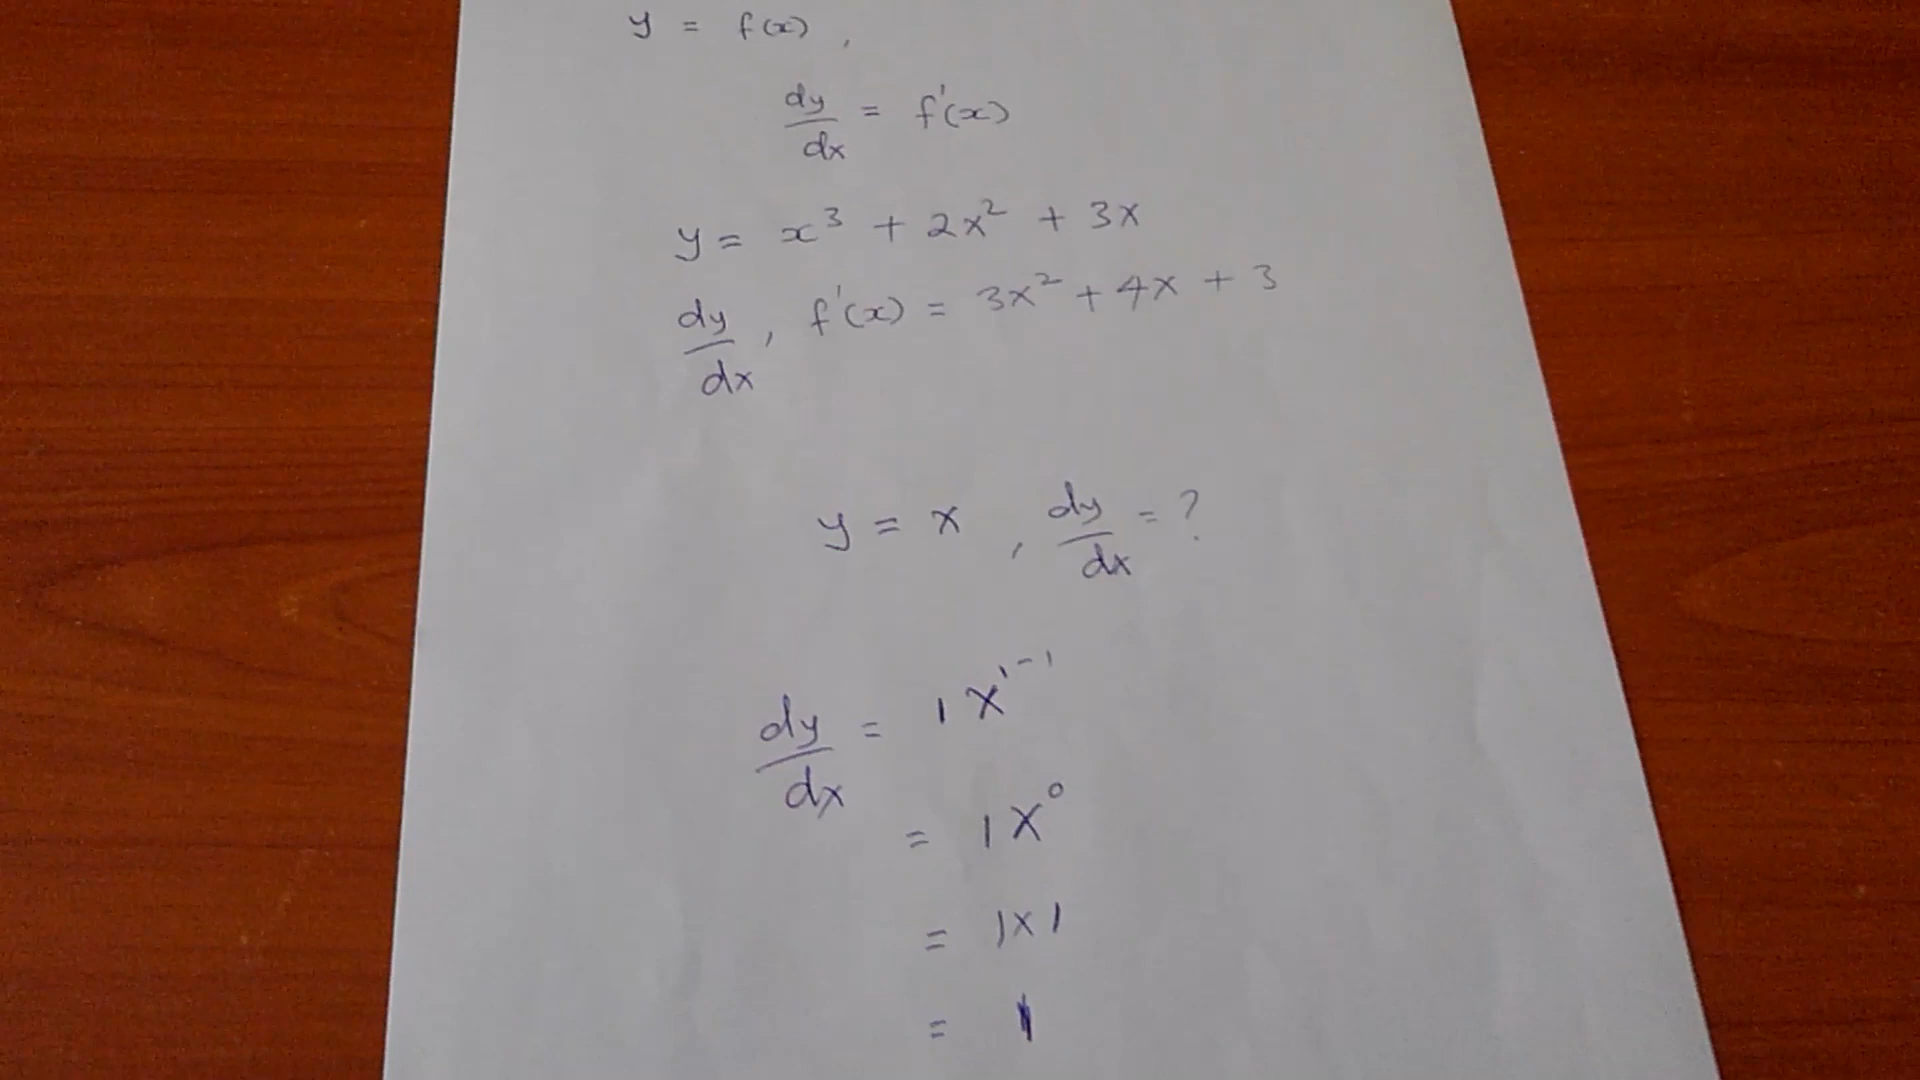 y = f(x),
dy/dx = f'(x)
y = x³ + 2x² + 3x
dy/dx, f'(x) = 3x² + 4x + 3
y = x, dy/dx = ?
dy/dx = 1x¹⁻¹
= 1x⁰
= 1×1
= 1